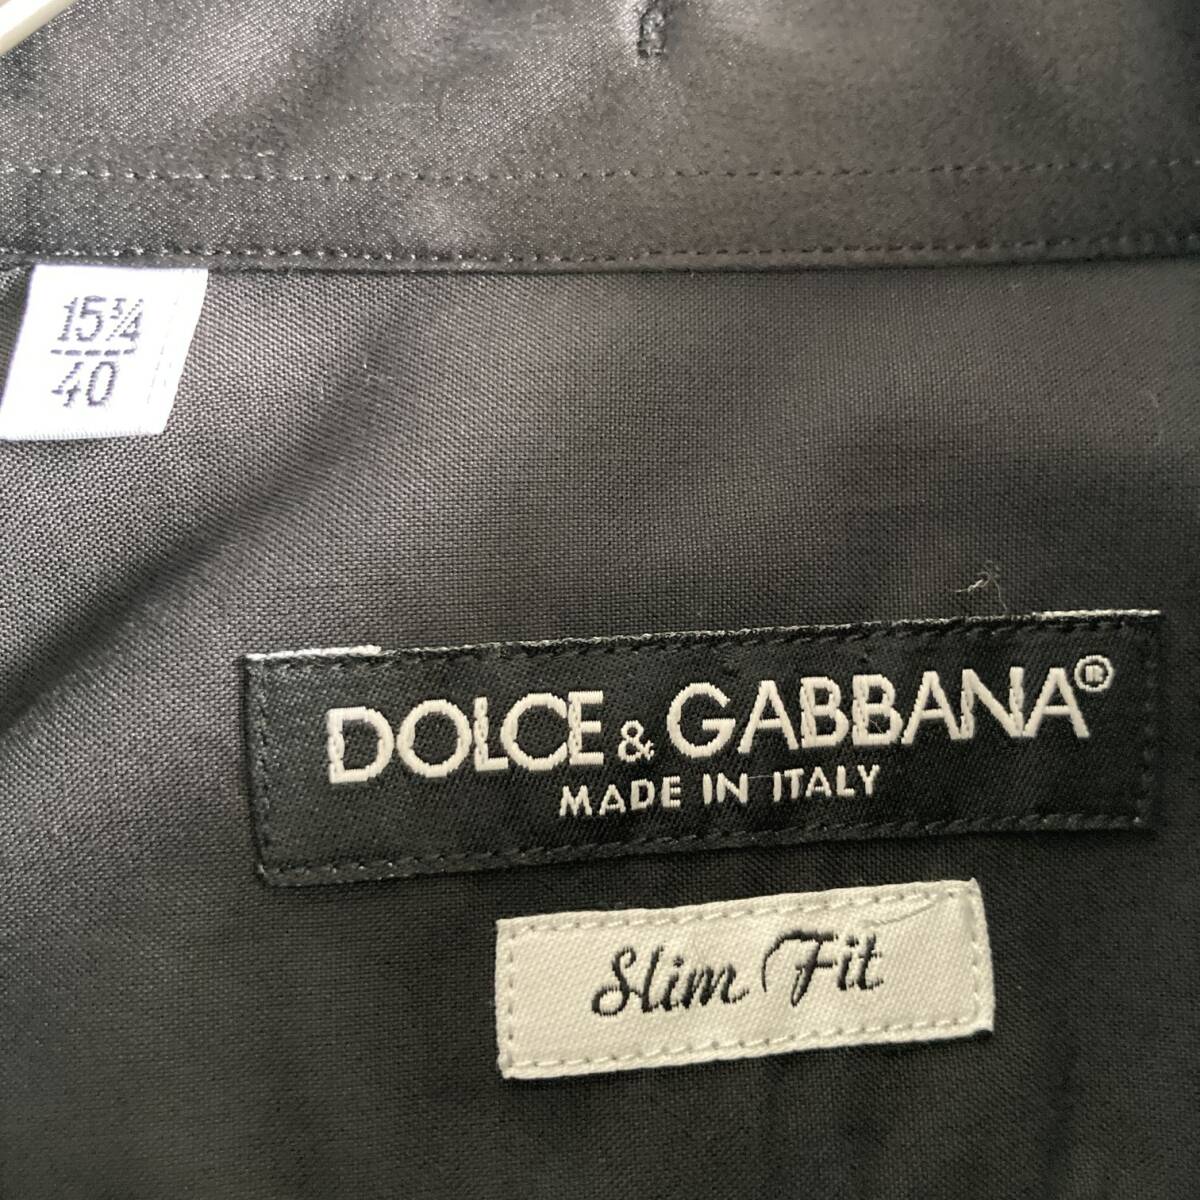 15¾
40
DOLCE & GABBANA®
MADE IN ITALY
Slim Fit